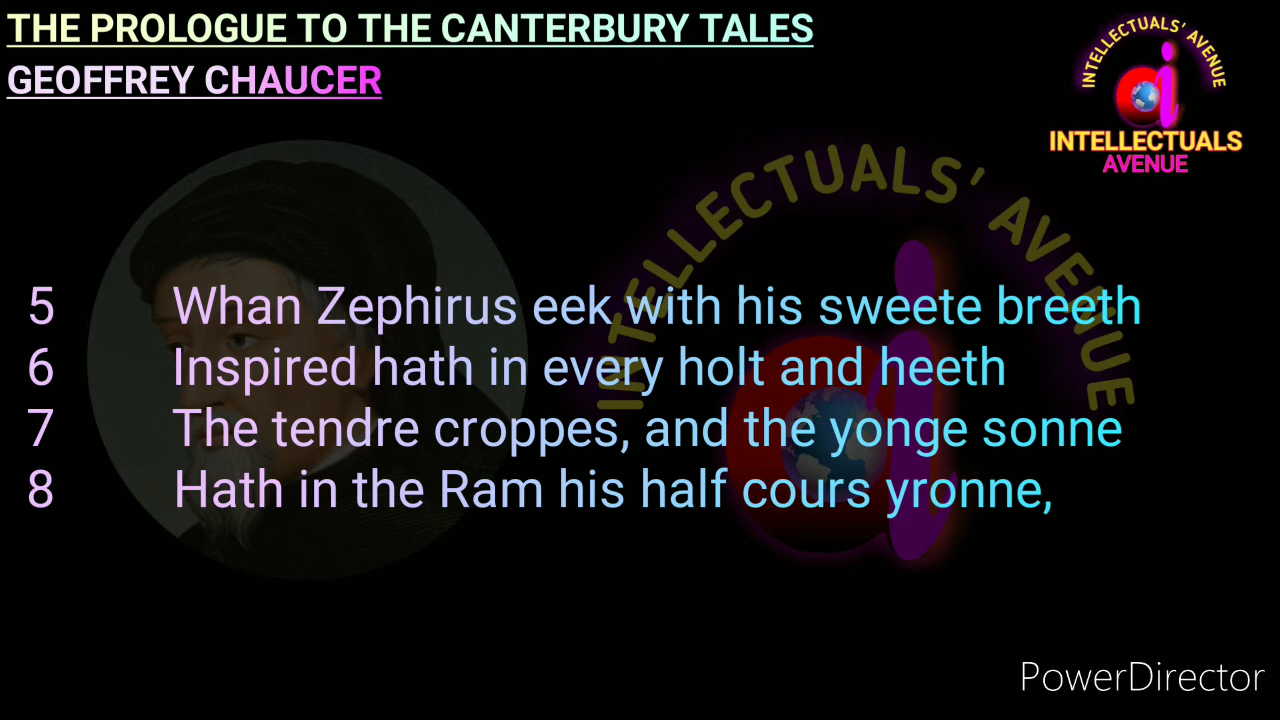 THE PROLOGUE TO THE CANTERBURY TALES
GEOFFREY CHAUCER
INTELLECTUALS' AVENUE
INTELLECTUALS
AVENUE
INTELLECTUALS' AVENUE
5 Whan Zephirus eek with his sweete breeth
6 Inspired hath in every holt and heeth
7 The tendre croppes, and the yonge sonne
8 Hath in the Ram his half cours yronne,
PowerDirector